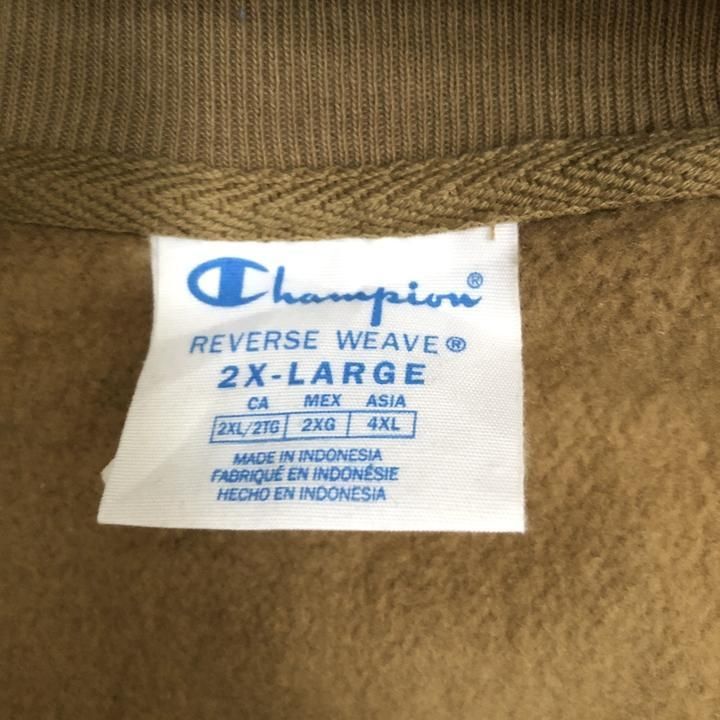 Champion®
REVERSE WEAVE®
2X-LARGE
CA MEX ASIA
2XL/2TG 2XG 4XL
MADE IN INDONESIA
FABRIQUÉ EN INDONÉSIE
HECHO EN INDONESIA